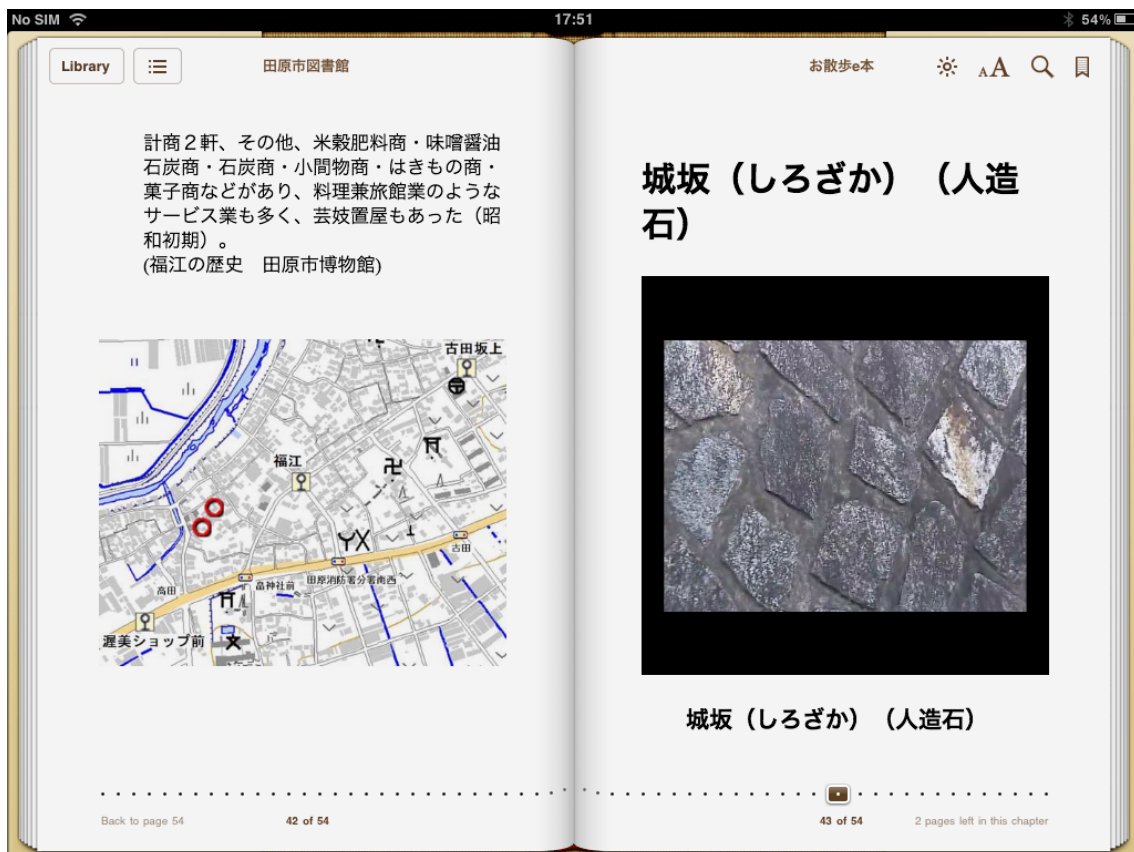 No SIM
17:51
54%
Library
田原市図書館
お散歩e本
AA
計商２軒、その他、米穀肥料商・味噌醤油
石炭商・石炭商・小間物商・はきもの商・
菓子商などがあり、料理兼旅館業のような
サービス業も多く、芸妓置屋もあった（昭
和初期）。
(福江の歴史　田原市博物館)
古田坂上
福江
古田
田原消防署分署南西
畠神社前
高田
渥美ショップ前
城坂（しろざか）（人造
石）
城坂（しろざか）（人造石）
Back to page 54
42 of 54
43 of 54
2 pages left in this chapter